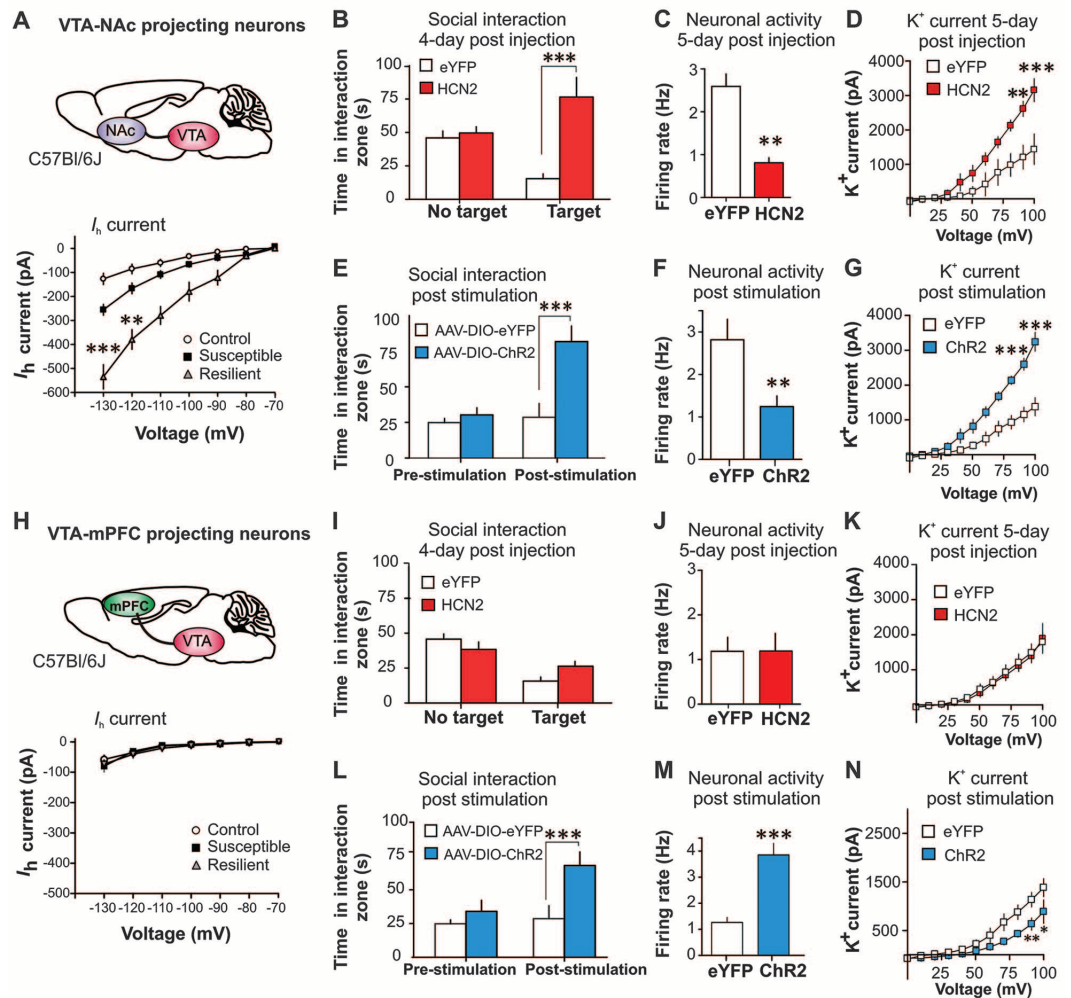 A
VTA-NAc projecting neurons
NAc
VTA
C57Bl/6J
Ih current
Ih current (pA)
0
-100
-200
-300
-400
-500
-600
***
**
Control
Susceptible
Resilient
-130 -120 -110 -100 -90 -80 -70
Voltage (mV)
B
Social interaction
4-day post injection
Time in interaction
zone (s)
100
75
50
25
0
eYFP
HCN2
***
No target
Target
C
Neuronal activity
5-day post injection
Firing rate (Hz)
3
2
1
0
**
eYFP HCN2
D
K+ current 5-day
post injection
K+current (pA)
4000
3000
2000
1000
eYFP
HCN2
**
***
25 50 75 100
Voltage (mV)
E
Social interaction
post stimulation
Time in interaction
zone (s)
100
75
50
25
0
AAV-DIO-eYFP
AAV-DIO-ChR2
***
Pre-stimulation
Post-stimulation
F
Neuronal activity
post stimulation
Firing rate (Hz)
3
2
1
0
**
eYFP ChR2
G
K+ current
post stimulation
K+current (pA)
4000
3000
2000
1000
eYFP
ChR2
***
***
25 50 75 100
Voltage (mV)
H
VTA-mPFC projecting neurons
mPFC
VTA
C57Bl/6J
Ih current
Ih current (pA)
0
-100
-200
-300
-400
-500
-500
Control
Susceptible
Resilient
-130 -120 -110 -100 -90 -80 -70
Voltage (mV)
I
Social interaction
4-day post injection
Time in interaction
zone (s)
100
75
50
25
0
eYFP
HCN2
No target
Target
J
Neuronal activity
5-day post injection
Firing rate (Hz)
3
2
1
0
eYFP HCN2
K
K+ current 5-day
post injection
K+current (pA)
4000
3000
2000
1000
eYFP
HCN2
25 50 75 100
Voltage (mV)
L
Social interaction
post stimulation
Time in interaction
zone (s)
100
75
50
25
0
AAV-DIO-eYFP
AAV-DIO-ChR2
***
Pre-stimulation
Post-stimulation
M
Neuronal activity
post stimulation
Firing rate (Hz)
4
3
2
1
0
***
eYFP ChR2
N
K+ current
post stimulation
K+current (pA)
2500
1500
500
eYFP
ChR2
**
*
25 50 75 100
Voltage (mV)